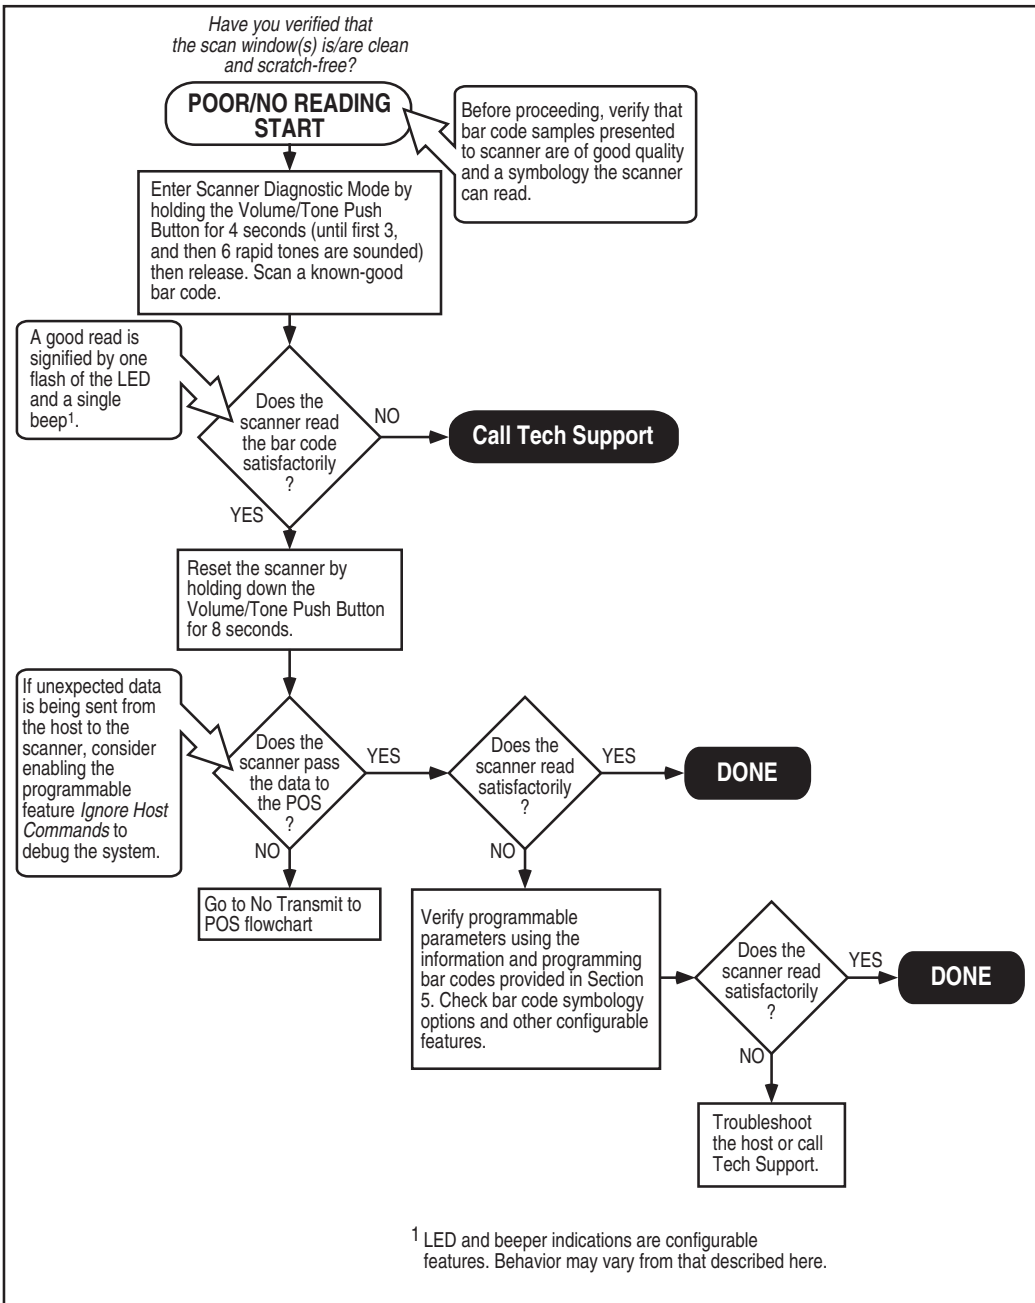 Have you verified that
the scan window(s) is/are clean
and scratch-free?
POOR/NO READING
START
Before proceeding, verify that
bar code samples presented
to scanner are of good quality
and a symbology the scanner
can read.
Enter Scanner Diagnostic Mode by
holding the Volume/Tone Push
Button for 4 seconds (until first 3,
and then 6 rapid tones are sounded)
then release. Scan a known-good
bar code.
A good read is
signified by one
flash of the LED
and a single
beep¹.
Does the
scanner read
the bar code
satisfactorily
?
NO
Call Tech Support
YES
Reset the scanner by
holding down the
Volume/Tone Push Button
for 8 seconds.
If unexpected data
is being sent from
the host to the
scanner, consider
enabling the
programmable
feature Ignore Host
Commands to
debug the system.
Does the
scanner pass
the data to
the POS
?
YES
Does the
scanner read
satisfactorily
?
YES
DONE
NO
Go to No Transmit to
POS flowchart
NO
Verify programmable
parameters using the
information and programming
bar codes provided in Section
5. Check bar code symbology
options and other configurable
features.
Does the
scanner read
satisfactorily
?
YES
DONE
NO
Troubleshoot
the host or call
Tech Support.
¹ LED and beeper indications are configurable
features. Behavior may vary from that described here.